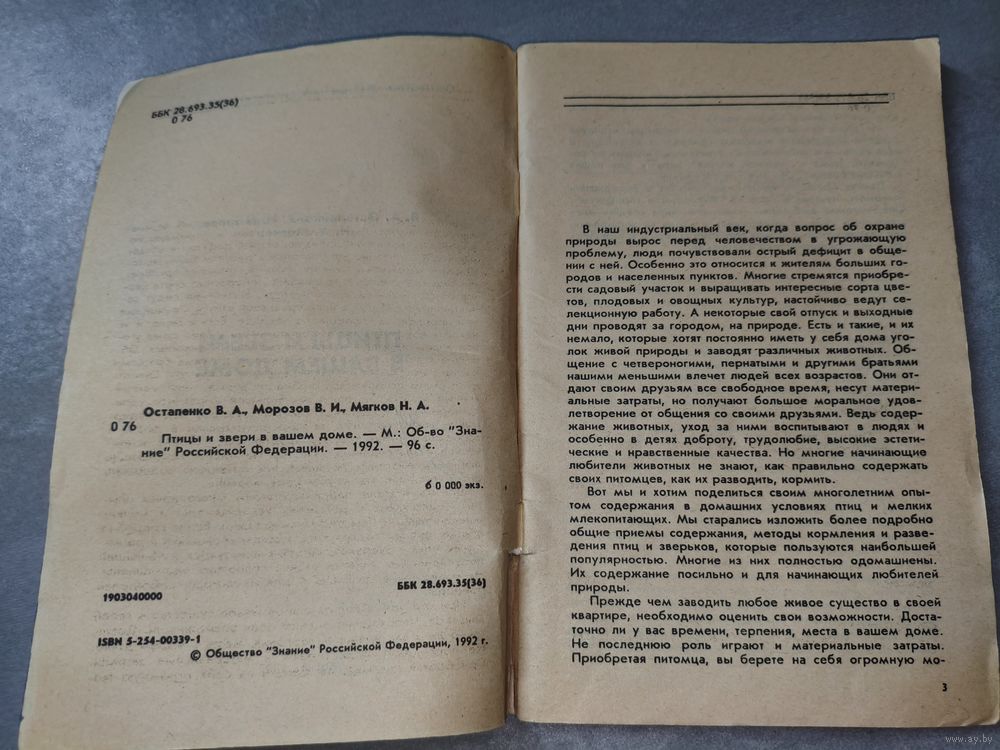 ББК 28.693.35(36)
О 76
Остапенко В. А., Морозов В. И., Мягков Н. А.
О 76
Птицы и звери в вашем доме. — М.: Об-во "Зна-
ние" Российской Федерации. — 1992. — 96 с.
0 000 экз.
ББК 28.693.35(36)
1903040000
ISBN 5-254-00339-1
© Общество "Знание" Российской Федерации, 1992 г.
В наш индустриальный век, когда вопрос об охране
природы вырос перед человечеством в угрожающую
проблему, люди почувствовали острый дефицит в обще-
нии с ней. Особенно это относится к жителям больших го-
родов и населенных пунктов. Многие стремятся приобре-
сти садовый участок и выращивать интересные сорта цве-
тов, плодовых и овощных культур, настойчиво ведут се-
лекционную работу. А некоторые свой отпуск и выходные
дни проводят за городом, на природе. Есть и такие, и их
немало, которые хотят постоянно иметь у себя дома уго-
лок живой природы и заводят различных животных. Об-
щение с четвероногими, пернатыми и другими братьями
нашими меньшими влечет людей всех возрастов. Они от-
дают своим друзьям все свободное время, несут матери-
альные затраты, но получают большое моральное удов-
летворение от общения со своими друзьями. Ведь содер-
жание животных, уход за ними воспитывают в людях и
особенно в детях доброту, трудолюбие, высокие эстети-
ческие и нравственные качества. Но многие начинающие
любители животных не знают, как правильно содержать
своих питомцев, как их разводить, кормить.
Вот мы и хотим поделиться своим многолетним опы-
том содержания в домашних условиях птиц и мелких
млекопитающих. Мы старались изложить более подробно
общие приемы содержания, методы кормления и разве-
дения птиц и зверьков, которые пользуются наибольшей
популярностью. Многие из них полностью одомашнены.
Их содержание посильно и для начинающих любителей
природы.
Прежде чем заводить любое живое существо в своей
квартире, необходимо оценить свои возможности. Доста-
точно ли у вас времени, терпения, места в вашем доме.
Не последнюю роль играют и материальные затраты.
Приобретая питомца, вы берете на себя огромную мо-
3
www.ay.by